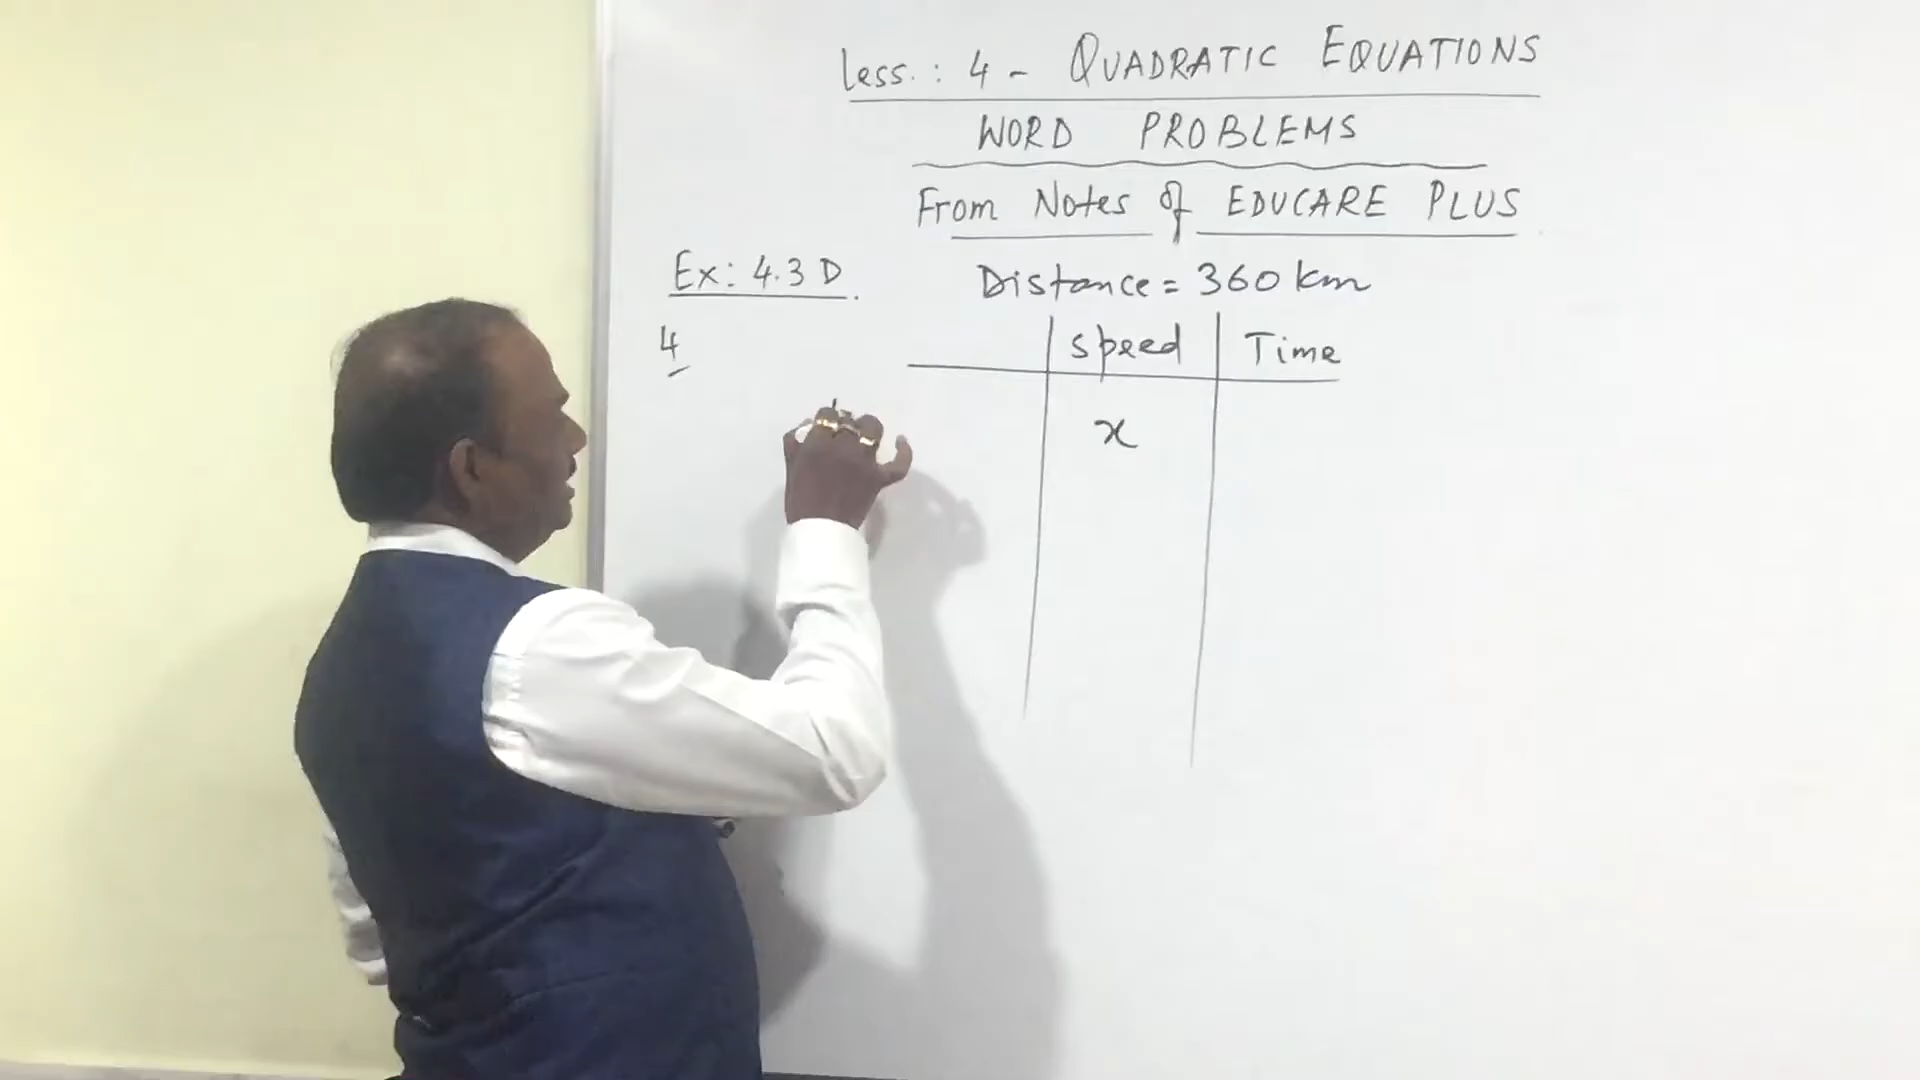 Less. : 4 - QUADRATIC EQUATIONS
WORD PROBLEMS
From Notes of EDUCARE PLUS
Ex: 4.3 D.
Distance = 360 km
4
Speed Time
x